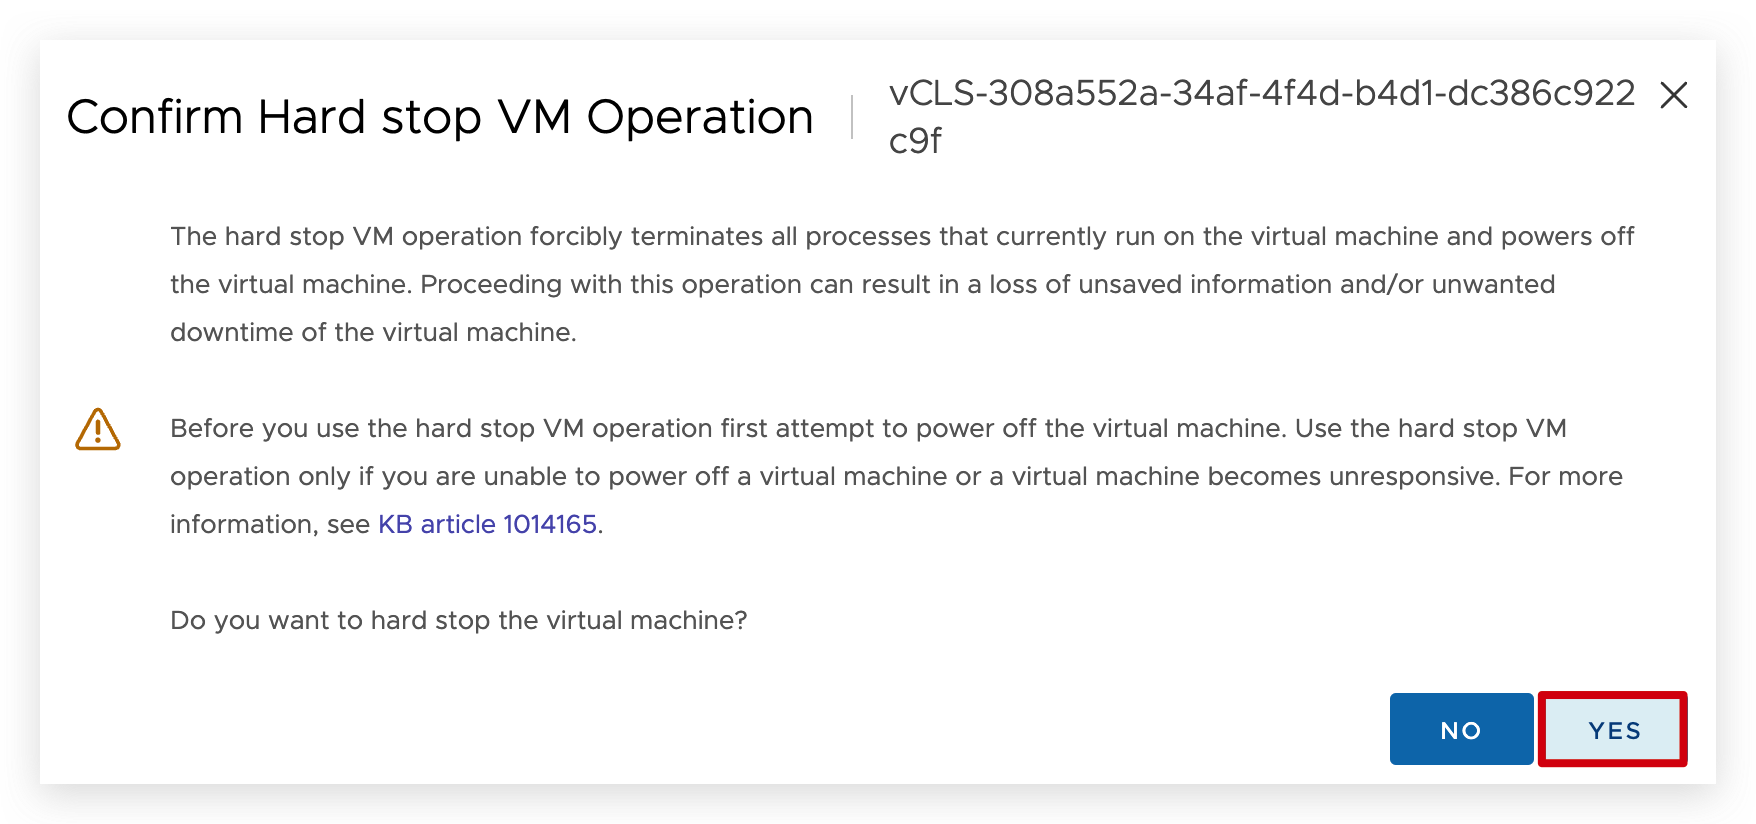 Confirm Hard stop VM Operation
vCLS-308a552a-34af-4f4d-b4d1-dc386c922
c9f
The hard stop VM operation forcibly terminates all processes that currently run on the virtual machine and powers off
the virtual machine. Proceeding with this operation can result in a loss of unsaved information and/or unwanted
downtime of the virtual machine.
Before you use the hard stop VM operation first attempt to power off the virtual machine. Use the hard stop VM
operation only if you are unable to power off a virtual machine or a virtual machine becomes unresponsive. For more
information, see KB article 1014165.
Do you want to hard stop the virtual machine?
NO
YES